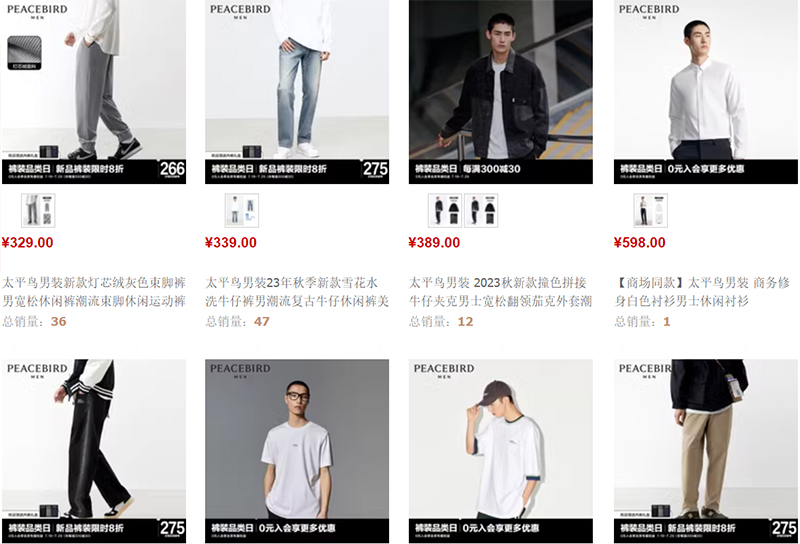 PEACEBIRD
MEN
灯芯绒面料
裤装品类日 新品裤装限时8折 266
PEACEBIRD
MEN
裤装品类日 新品裤装限时8折 275
裤装品类日 每满300减30
PEACEBIRD
MEN
裤装品类日 0元入会享更多优惠
¥329.00
¥339.00
¥389.00
¥598.00
太平鸟男装新款灯芯绒灰色束脚裤
男宽松休闲裤潮流束脚休闲运动裤
总销量：36
太平鸟男装23年秋季新款雪花水
洗牛仔裤男潮流复古牛仔休闲裤美
总销量：47
太平鸟男装 2023秋新款撞色拼接
牛仔夹克男士宽松翻领茄克外套潮
总销量：12
【商场同款】太平鸟男装 商务修
身白色衬衫男士休闲衬衫
总销量：1
PEACEBIRD
MEN
裤装品类日 新品裤装限时8折 275
PEACEBIRD
MEN
裤装品类日 0元入会享更多优惠
PEACEBIRD
MEN
裤装品类日 0元入会享更多优惠
PEACEBIRD
MEN
裤装品类日 新品裤装限时8折 275